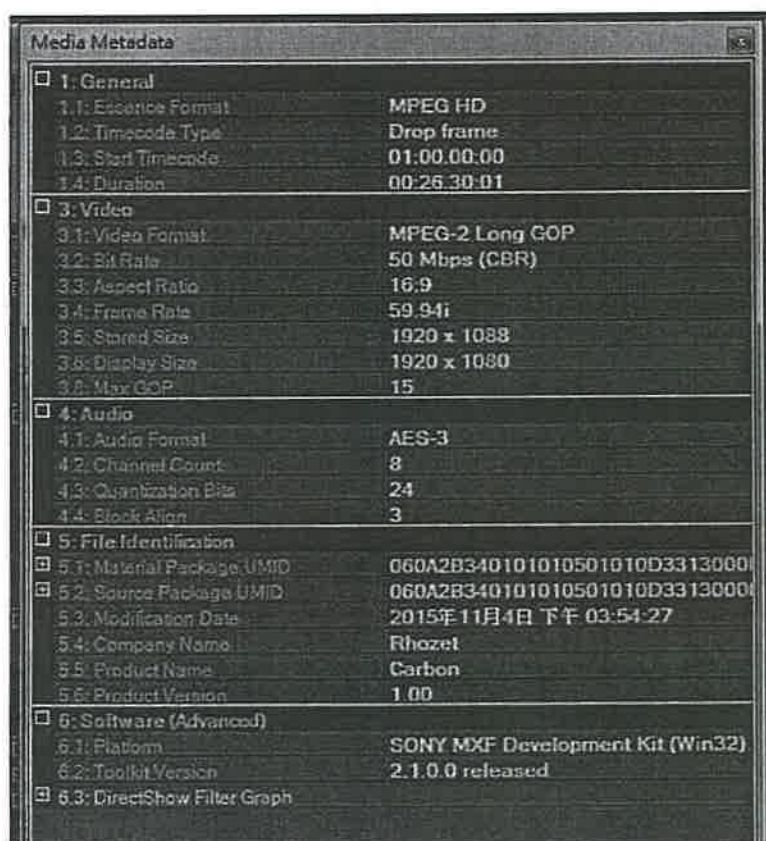 Media Metadata
1: General
1.1: Essence Format MPEG HD
1.2: Timecode Type Drop frame
1.3: Start Timecode 01:00.00:00
1.4: Duration 00:26.30:01
3: Video
3.1: Video Format MPEG-2 Long GOP
3.2: Bit Rate 50 Mbps (CBR)
3.3: Aspect Ratio 16:9
3.4: Frame Rate 59.94i
3.5: Stored Size 1920 x 1088
3.6: Display Size 1920 x 1080
3.8: Max GOP 15
4: Audio
4.1: Audio Format AES-3
4.2: Channel Count 8
4.3: Quantization Bits 24
4.4: Block Align 3
5: File Identification
5.1: Material Package UMID
5.2: Source Package UMID
5.3: Modification Date 2015年11月4日 下午 03:54:27
5.4: Company Name Rhozet
5.5: Product Name Carbon
5.6: Product Version 1.00
6: Software (Advanced)
6.1: Platform SONY MXF Development Kit (Win32)
6.2: Toolkit Version 2.1.0.0 released
6.3: DirectShow Filter Graph